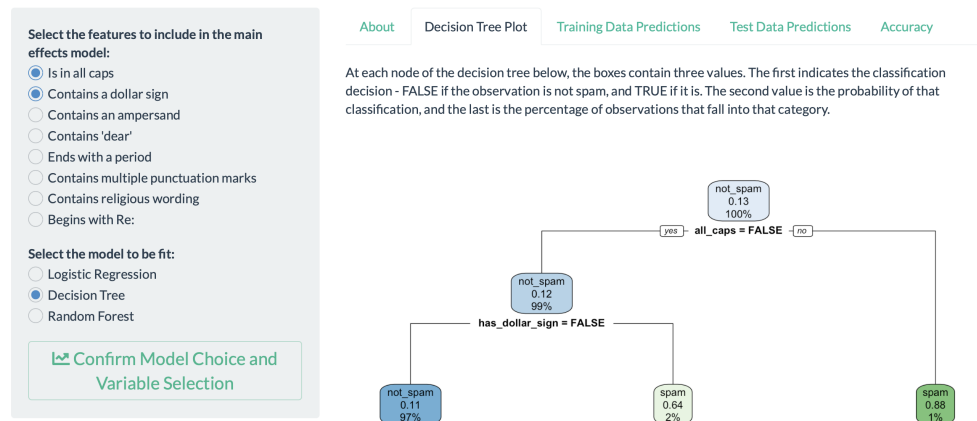 Select the features to include in the main
effects model:
Is in all caps
Contains a dollar sign
Contains an ampersand
Contains 'dear'
Ends with a period
Contains multiple punctuation marks
Contains religious wording
Begins with Re:
Select the model to be fit:
Logistic Regression
Decision Tree
Random Forest
Confirm Model Choice and
Variable Selection
About Decision Tree Plot Training Data Predictions Test Data Predictions Accuracy
At each node of the decision tree below, the boxes contain three values. The first indicates the classification
decision - FALSE if the observation is not spam, and TRUE if it is. The second value is the probability of that
classification, and the last is the percentage of observations that fall into that category.
not_spam
0.13
100%
yes all_caps = FALSE no
not_spam
0.12
99%
has_dollar_sign = FALSE
not_spam spam spam
0.11 0.64 0.88
97% 2% 1%